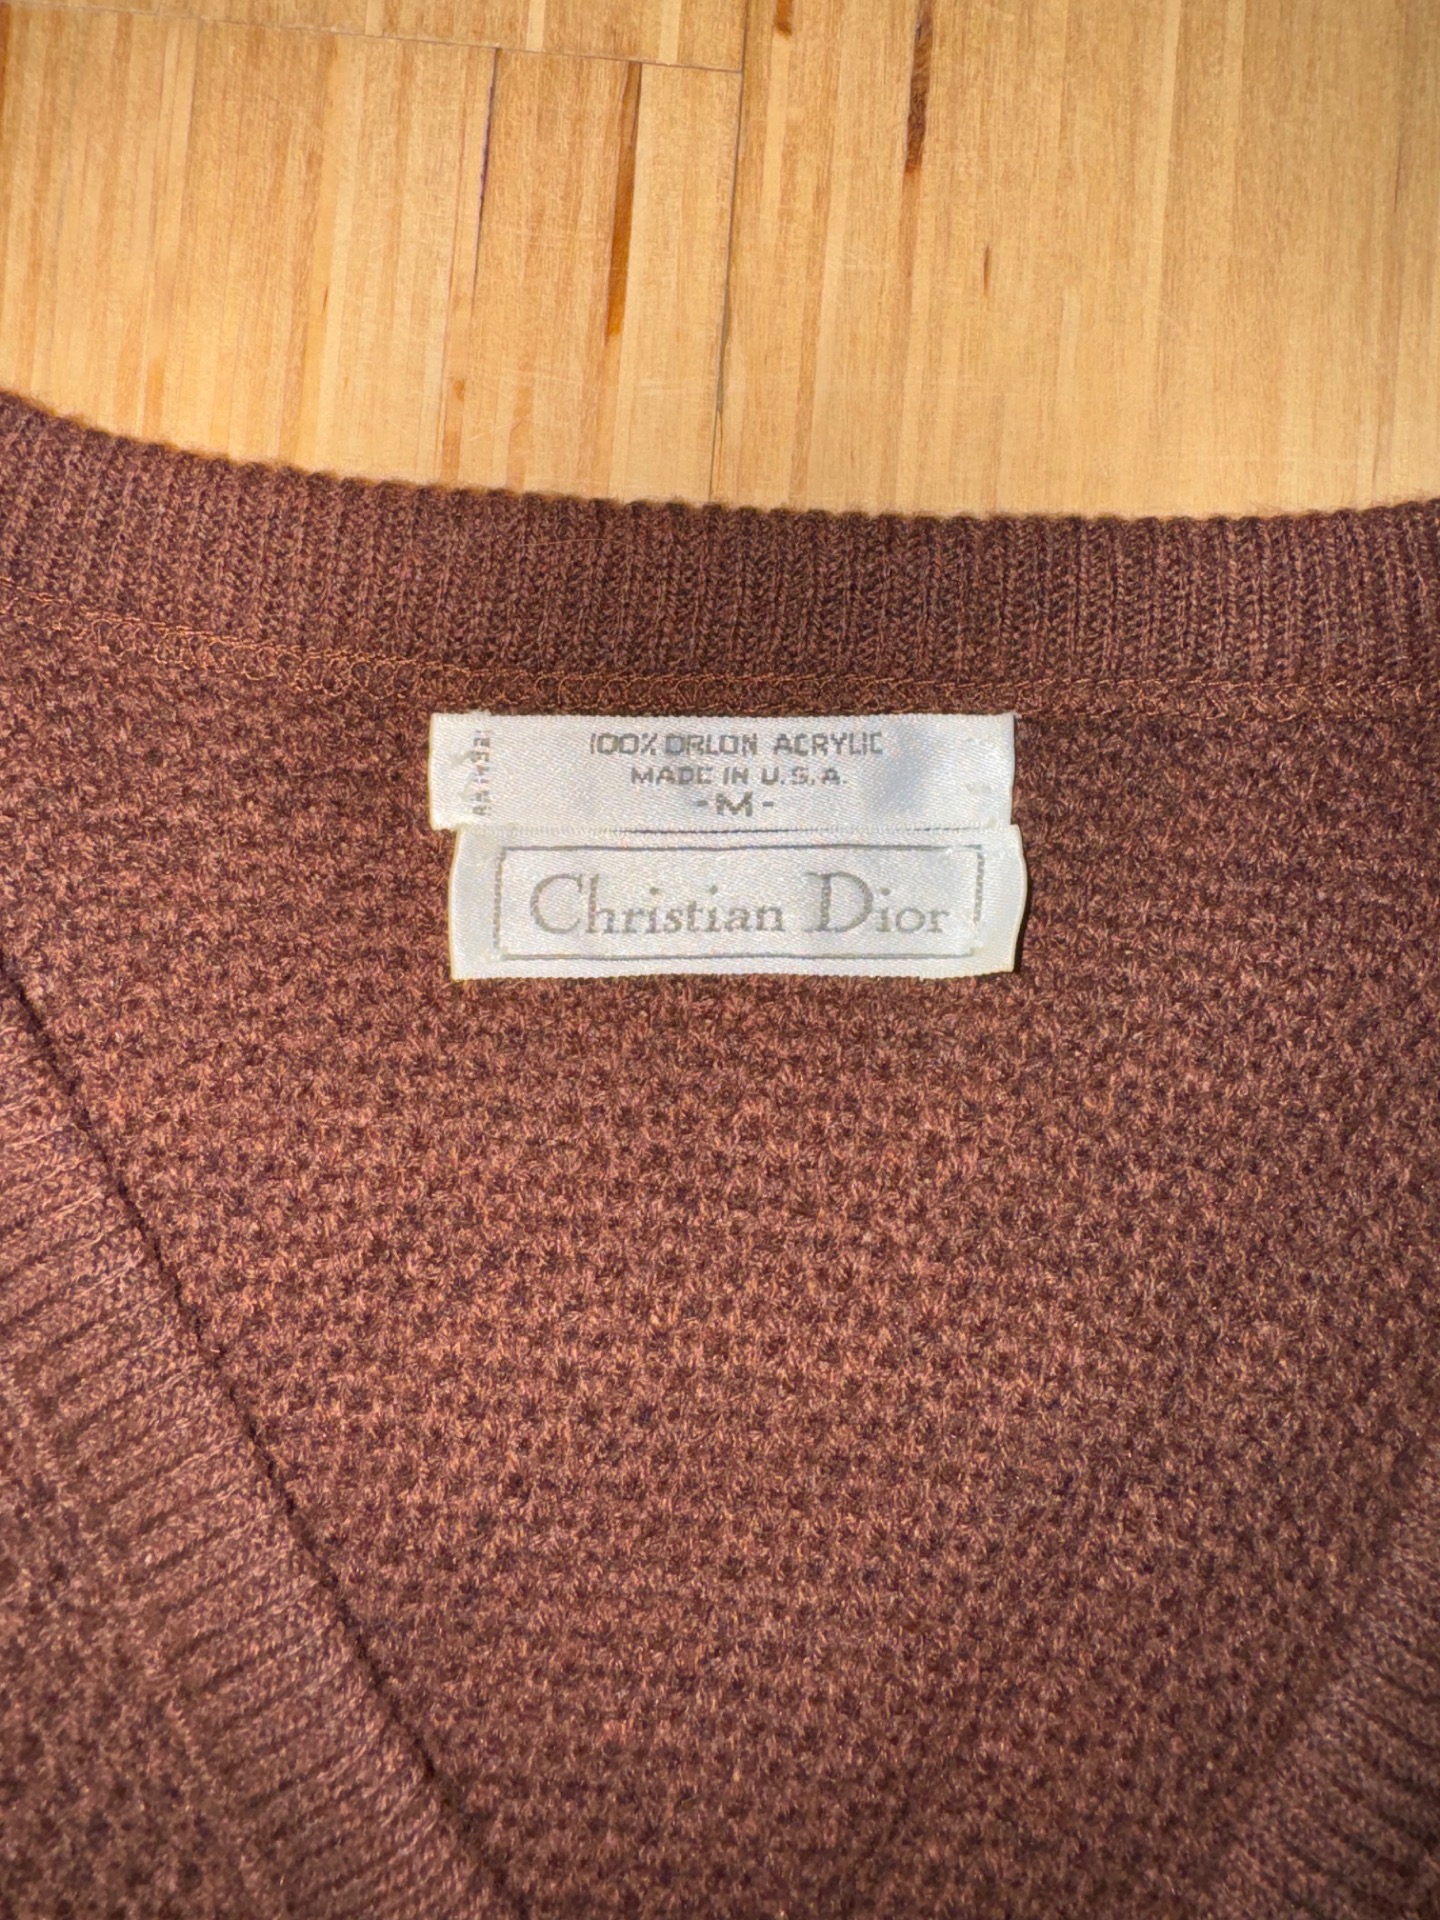 100% ORLON ACRYLIC
MADE IN U.S.A.
-M-
Christian Dior